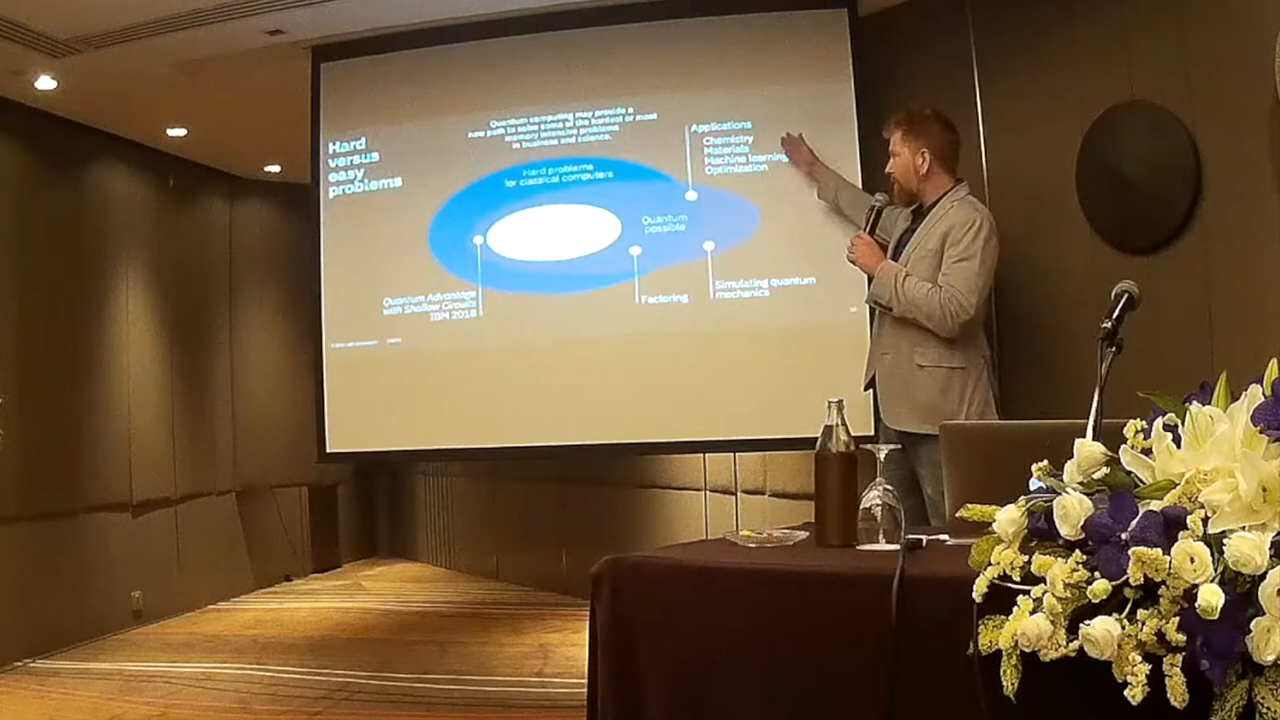 Hard
versus
easy
problems
Quantum computing may provide a
new path to solve some of the hardest or most
memory intensive problems
in business and science.
Hard problems
for classical computers
Quantum
possible
Applications
Chemistry
Materials
Machine learning
Optimization
Quantum Advantage
with Shallow Circuits
IBM 2018
Factoring
Simulating quantum
mechanics